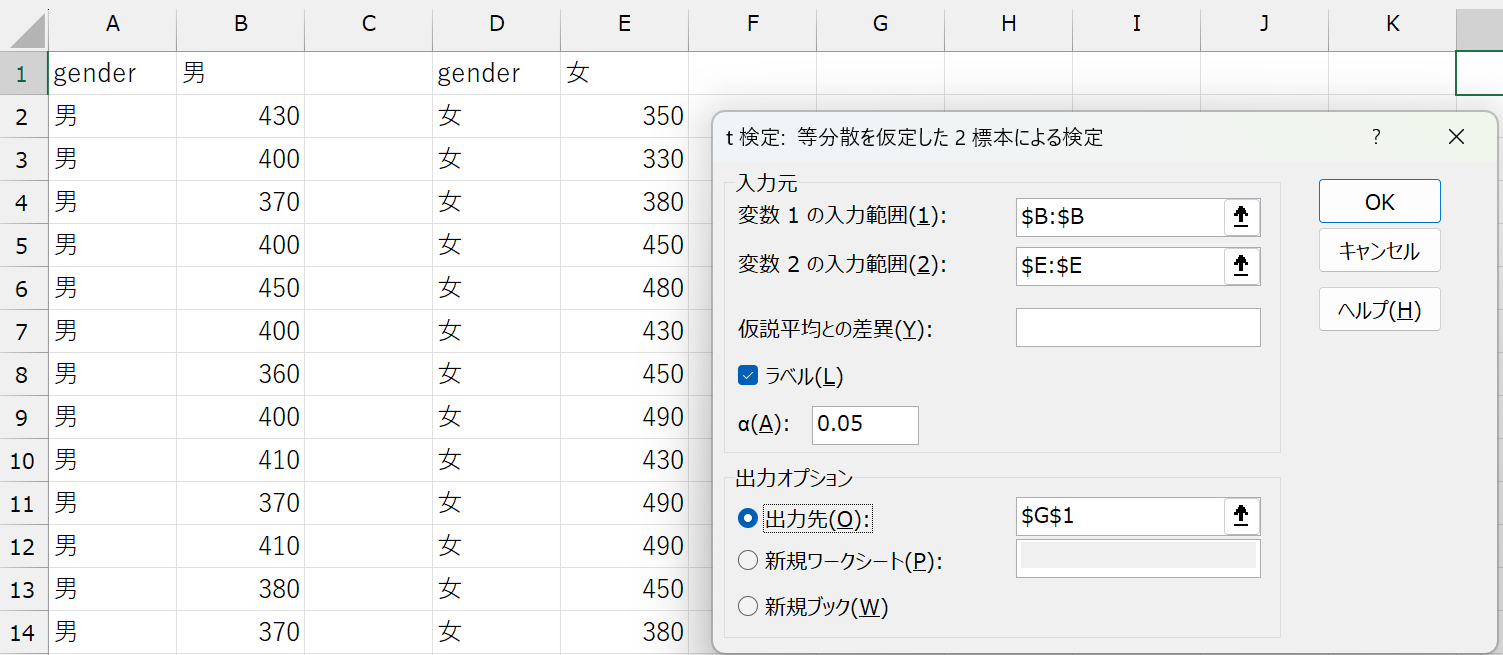 A B C D E F G H I J K
1 gender 男 gender 女
2 男 430 女 350
3 男 400 女 330
4 男 370 女 380
5 男 400 女 450
6 男 450 女 480
7 男 400 女 430
8 男 360 女 450
9 男 400 女 490
10 男 410 女 430
11 男 370 女 490
12 男 410 女 490
13 男 380 女 450
14 男 370 女 380
t 検定: 等分散を仮定した 2 標本による検定 ?
入力元
変数 1 の入力範囲(1): $B:$B
変数 2 の入力範囲(2): $E:$E
仮説平均との差異(Y):
ラベル(L)
α(A): 0.05
出力オプション
出力先(O): $G$1
新規ワークシート(P):
新規ブック(W)
OK
キャンセル
ヘルプ(H)